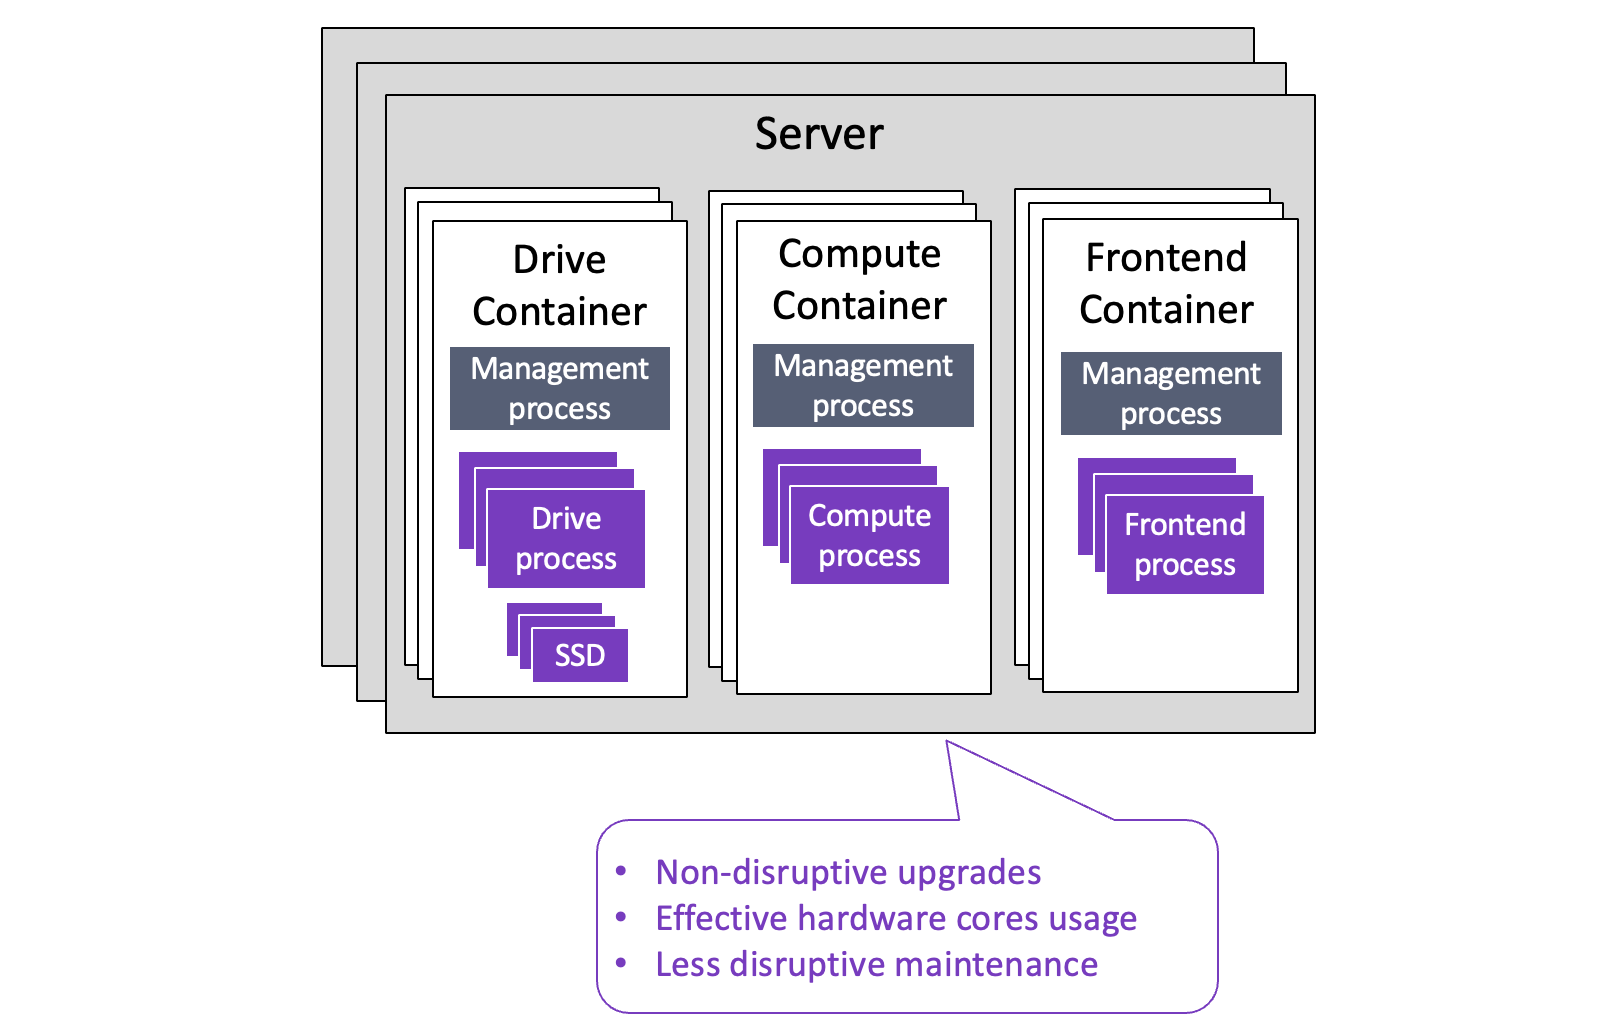 Server
Drive
Container
Management
process
Drive
process
SSD
Compute
Container
Management
process
Compute
process
Frontend
Container
Management
process
Frontend
process
• Non-disruptive upgrades
• Effective hardware cores usage
• Less disruptive maintenance